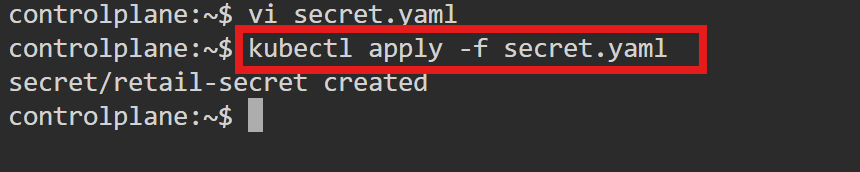 controlplane:~$ vi secret.yaml
controlplane:~$ kubectl apply -f secret.yaml
secret/retail-secret created
controlplane:~$